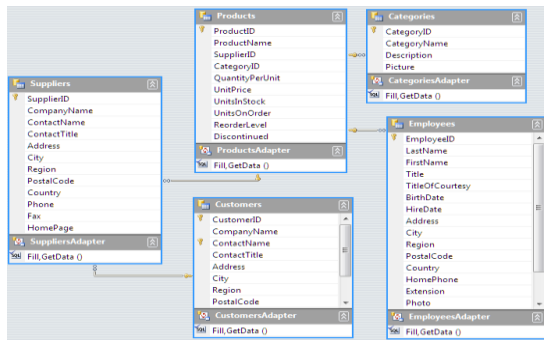 Products
ProductID
ProductName
SupplierID
CategoryID
QuantityPerUnit
UnitPrice
UnitsInStock
UnitsOnOrder
ReorderLevel
Discontinued
ProductsAdapter
Fill,GetData ()
Categories
CategoryID
CategoryName
Description
Picture
CategoriesAdapter
Fill,GetData ()
Suppliers
SupplierID
CompanyName
ContactName
ContactTitle
Address
City
Region
PostalCode
Country
Phone
Fax
HomePage
SuppliersAdapter
Fill,GetData ()
Customers
CustomerID
CompanyName
ContactName
ContactTitle
Address
City
Region
PostalCode
CustomersAdapter
Fill,GetData ()
Employees
EmployeeID
LastName
FirstName
Title
TitleOfCourtesy
BirthDate
HireDate
Address
City
Region
PostalCode
Country
HomePhone
Extension
Photo
EmployeesAdapter
Fill,GetData ()